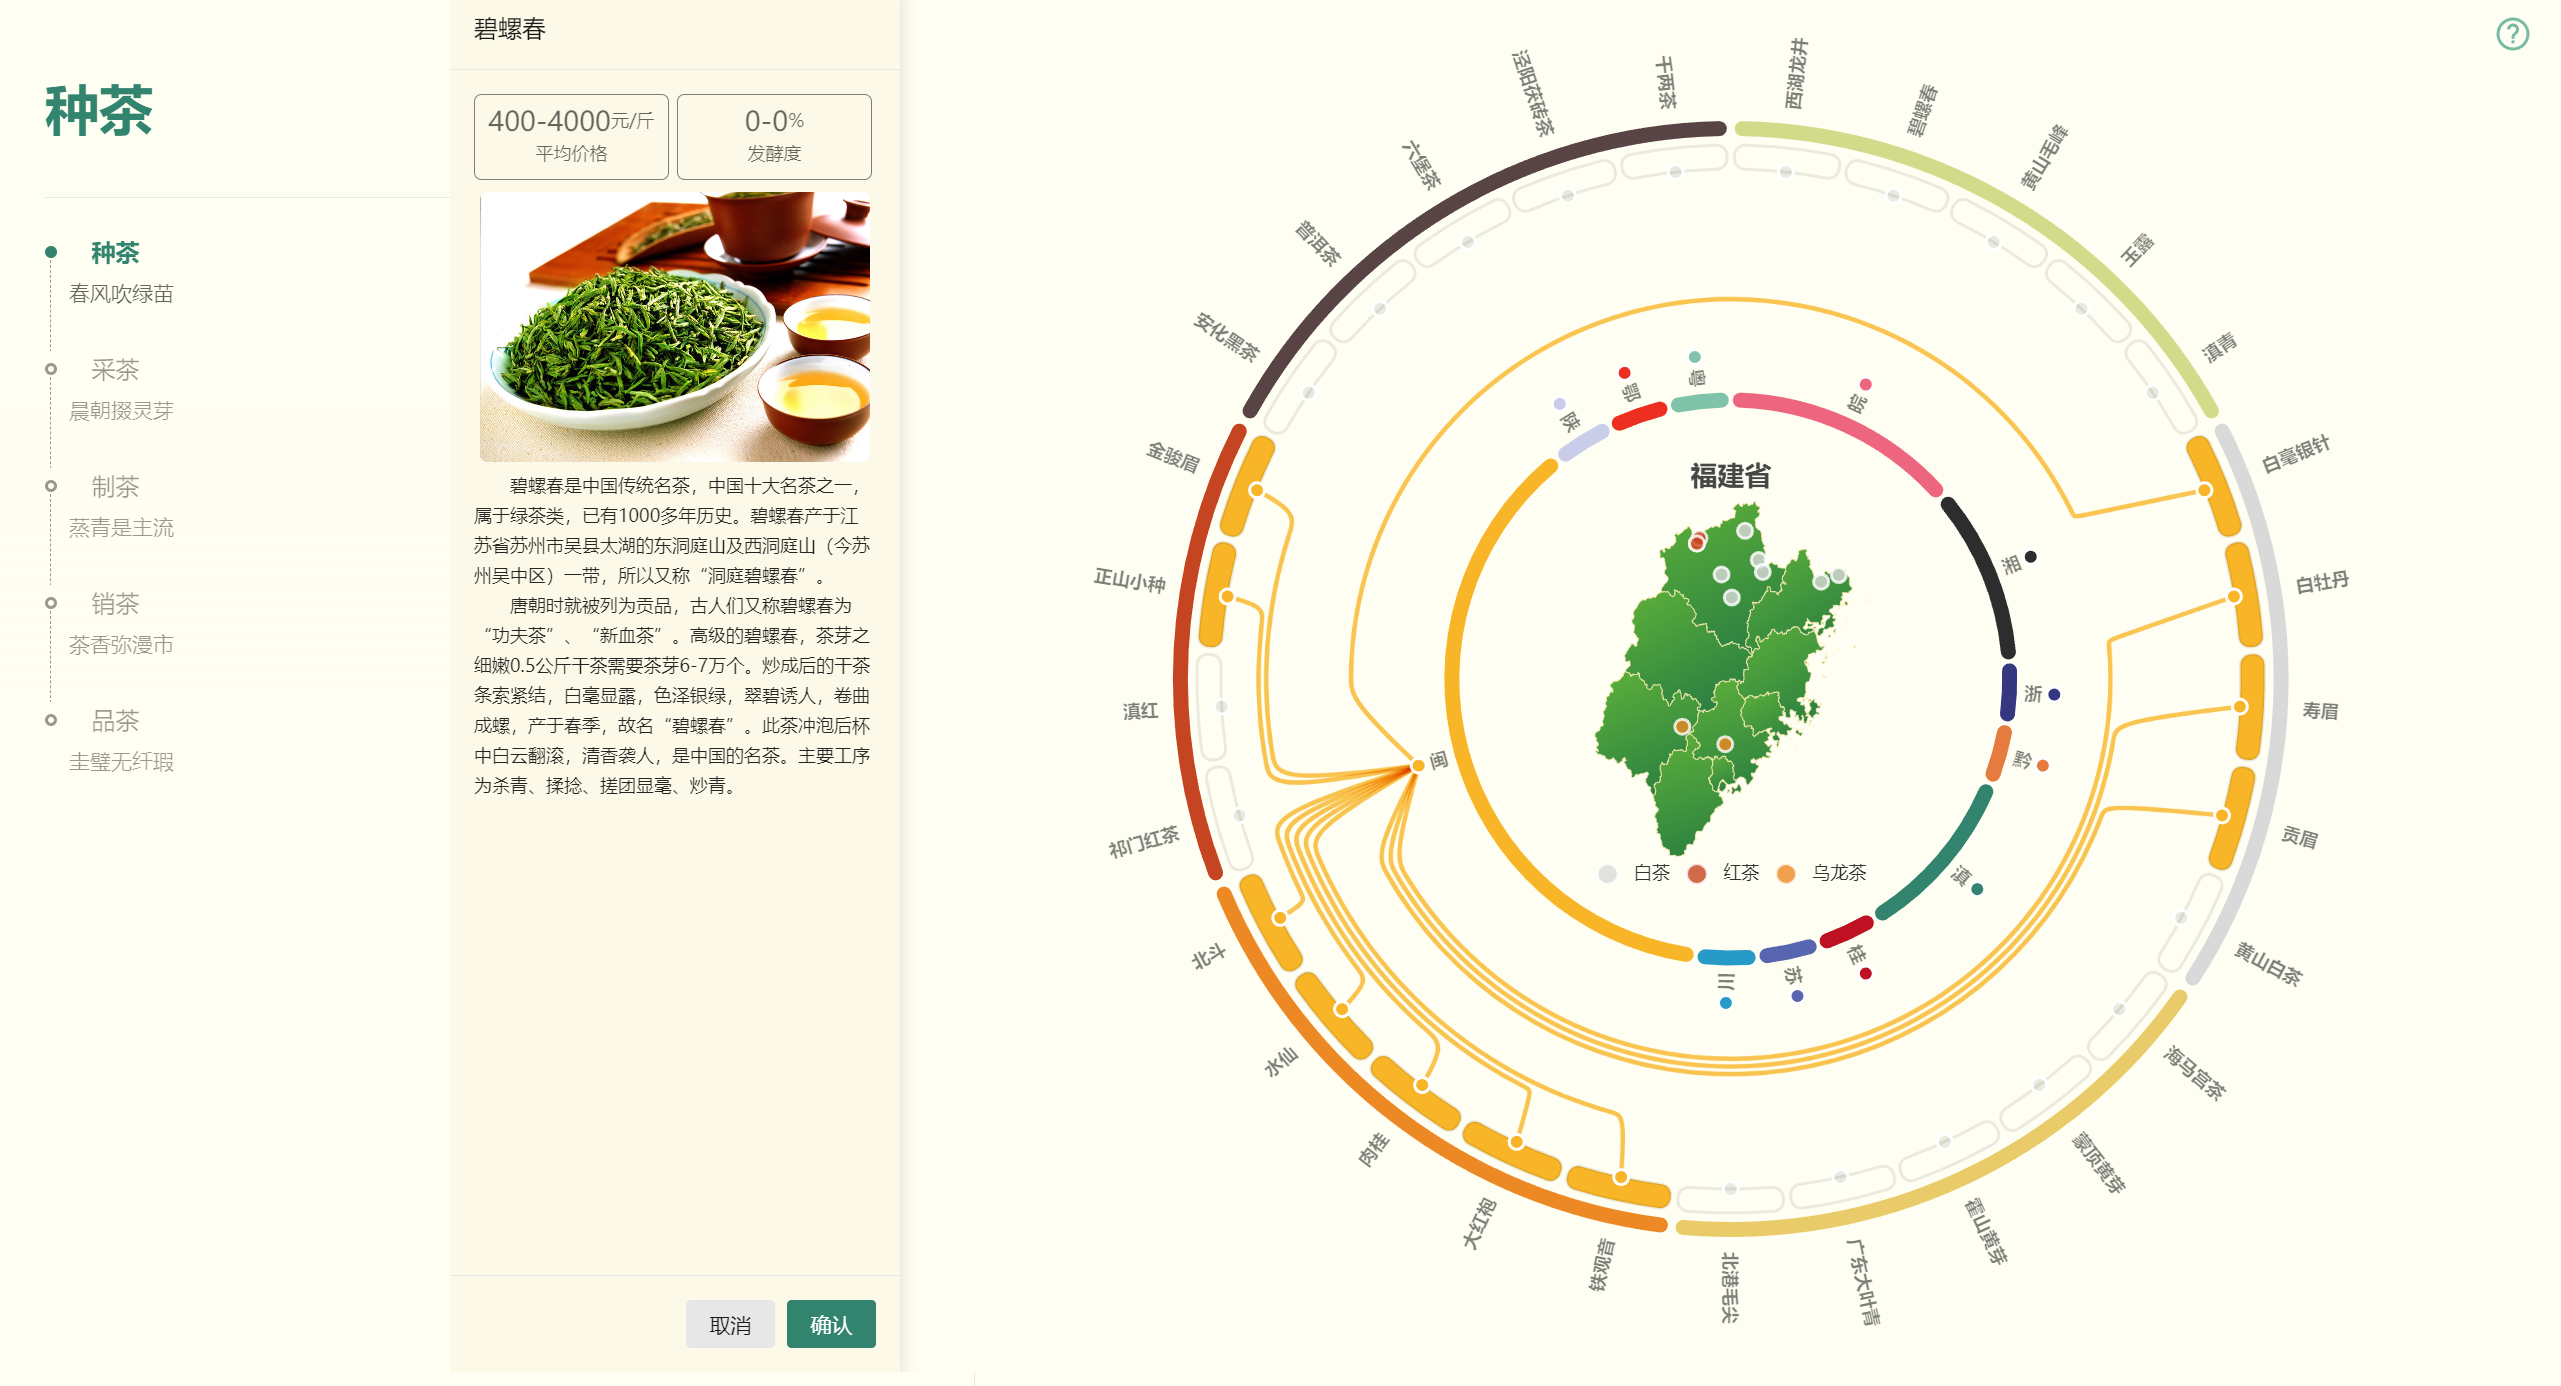 种茶
种茶
春风吹绿苗
采茶
晨朝掇灵芽
制茶
蒸青是主流
销茶
茶香弥漫市
品茶
圭璧无纤瑕
碧螺春
400-4000元/斤
平均价格
0-0%
发酵度
碧螺春是中国传统名茶，中国十大名茶之一，
属于绿茶类，已有1000多年历史。碧螺春产于江
苏省苏州市吴县太湖的东洞庭山及西洞庭山（今苏
州吴中区）一带，所以又称“洞庭碧螺春”。
唐朝时就被列为贡品，古人们又称碧螺春为
“功夫茶”、“新血茶”。高级的碧螺春，茶芽之
细嫩0.5公斤干茶需要茶芽6-7万个。炒成后的干茶
条索紧结，白毫显露，色泽银绿，翠碧诱人，卷曲
成螺，产于春季，故名“碧螺春”。此茶冲泡后杯
中白云翻滚，清香袭人，是中国的名茶。主要工序
为杀青、揉捻、搓团显毫、炒青。
取消
确认
?
西湖龙井
碧螺春
黄山毛峰
玉露
滇青
白毫银针
白牡丹
寿眉
贡眉
黄山白茶
海马宫茶
蒙顶黄芽
霍山黄芽
广东大叶青
北港毛尖
铁观音
大红袍
肉桂
水仙
北斗
祁门红茶
滇红
正山小种
金骏眉
安化黑茶
普洱茶
六堡茶
泾阳茯砖茶
千两茶
皖
湘
浙
黔
滇
桂
苏
川
闽
陕
鄂
粤
福建省
白茶
红茶
乌龙茶